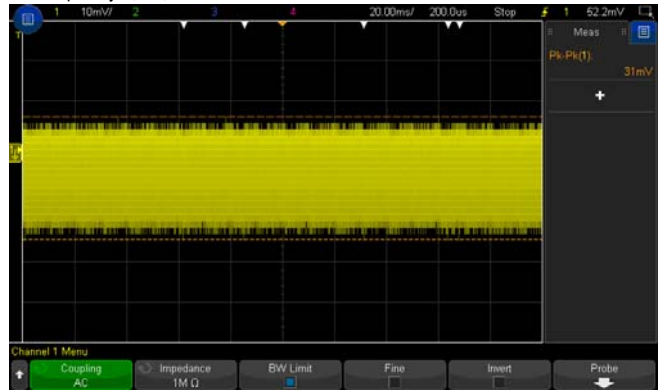 1 10mV/ 2 3 4 20.00ms/ 200.0us Stop 1 52.2mV
T
Meas
Pk-Pk(1):
31mV
Channel 1 Menu
Coupling Impedance BW Limit Fine Invert Probe
AC 1M Ω